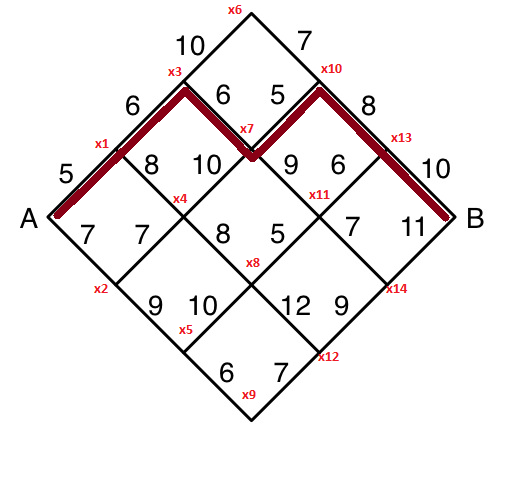 x6
10 7
x3 x10
6 6 5 8
x7
x1 x13
5 8 10 9 6 10
x4 x11
A B
7 7 8 5 7 11
x8
x2 x14
9 10 12 9
x5 x12
6 7
x9